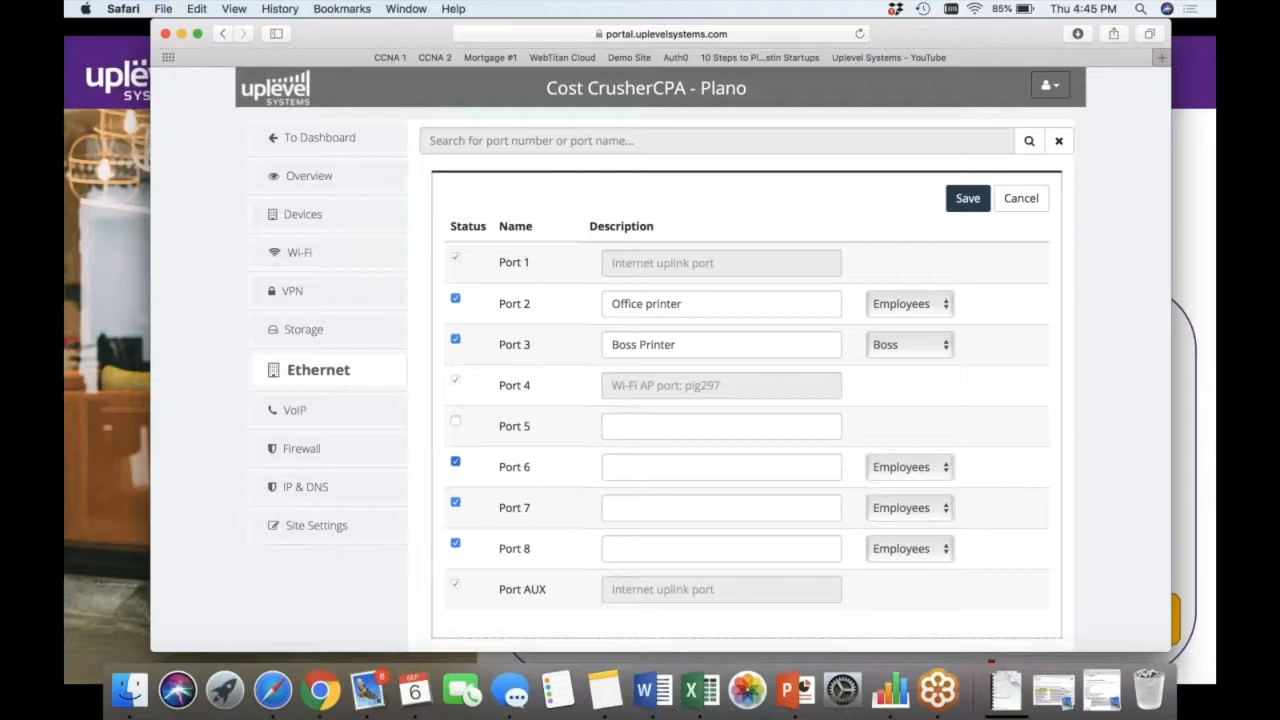 Safari File Edit View History Bookmarks Window Help 85% Thu 4:45 PM
portal.uplevelsystems.com
CCNA 1 CCNA 2 Mortgage #1 WebTitan Cloud Demo Site Auth0 10 Steps to Pl...stin Startups Uplevel Systems - YouTube
uplevel SYSTEMS Cost CrusherCPA - Plano
uplě
SYS
To Dashboard
Search for port number or port name...
Overview
Devices
Wi-Fi
VPN
Storage
Ethernet
VoIP
Firewall
IP & DNS
Site Settings
Save Cancel
Status Name Description
Port 1 Internet uplink port
Port 2 Office printer Employees
Port 3 Boss Printer Boss
Port 4 Wi-Fi AP port: pig297
Port 5
Port 6 Employees
Port 7 Employees
Port 8 Employees
Port AUX Internet uplink port
6
SEP
6
W
X
P